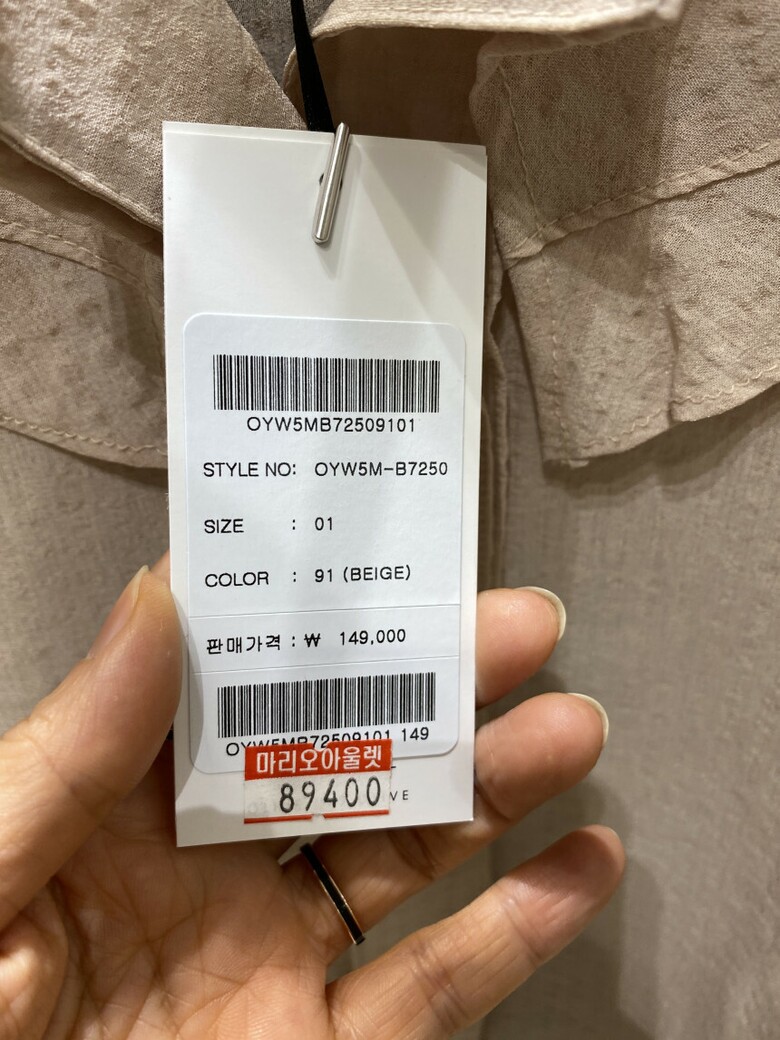 OYW5MB72509101
STYLE NO: OYW5M-B7250
SIZE : 01
COLOR : 91 (BEIGE)
판매가격 : ₩ 149,000
OYW5MB72509101 149
마리오아울렛
89400